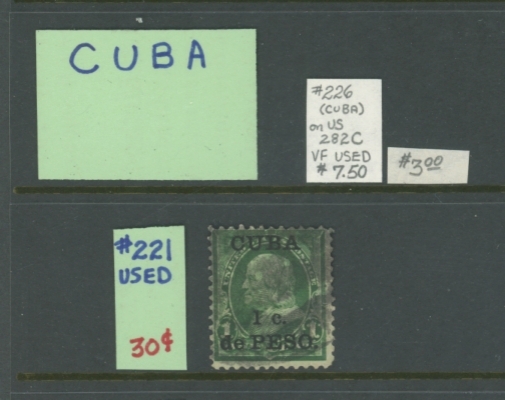 CUBA
#226
(CUBA)
on US
282C
VF USED
$7.50
$3.00
#221
USED
30¢
CUBA
1 c.
de PESO.